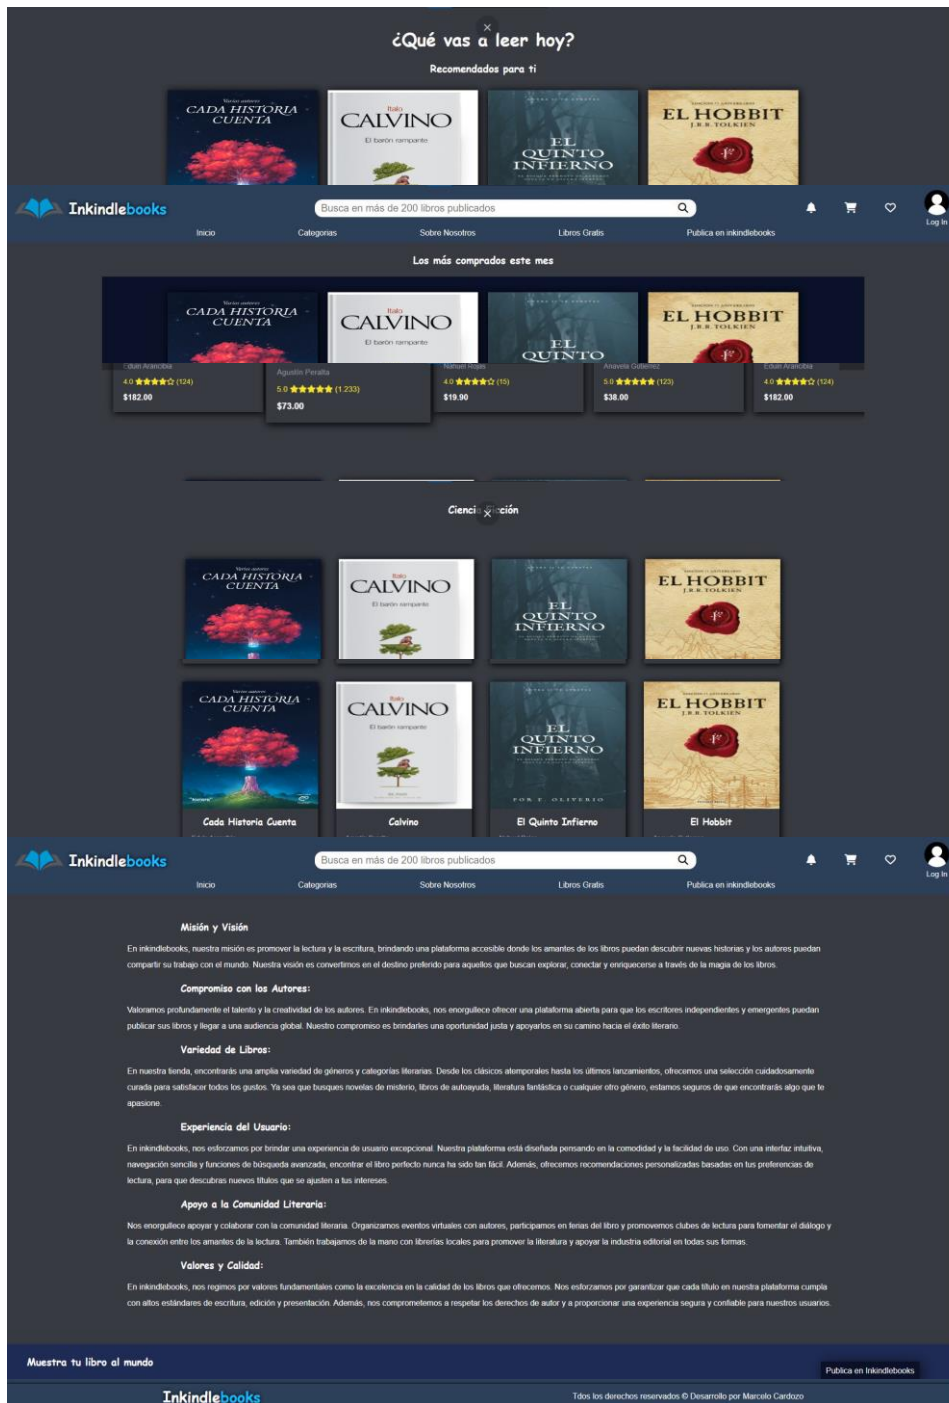 ¿Qué vas a leer hoy?
Recomendados para ti
Varios autores
CADA HISTORIA
CUENTA
Italo
CALVINO
El barón rampante
EL
QUINTO
INFIERNO
EL HOBBIT
J.R.R. TOLKIEN
Inkindlebooks
Busca en más de 200 libros publicados
Log In
Inicio
Categorias
Sobre Nosotros
Libros Gratis
Publica en inkindlebooks
Los más comprados este mes
Varios autores
CADA HISTORIA
CUENTA
Italo
CALVINO
El barón rampante
EL
QUINTO
EL HOBBIT
J.R.R. TOLKIEN
Eduin Arancibia
4.0 ★★★★☆ (124)
$182.00
Agustín Peralta
5.0 ★★★★★ (1.233)
$73.00
Nahuel Rojas
4.0 ★★★★☆ (15)
$19.90
Anavela Gutierrez
5.0 ★★★★★ (123)
$38.00
Eduin Arancibia
4.0 ★★★★☆ (124)
$182.00
Ciencia Ficción
Varios autores
CADA HISTORIA
CUENTA
Italo
CALVINO
El barón rampante
EL
QUINTO
INFIERNO
EL HOBBIT
J.R.R. TOLKIEN
Varios autores
CADA HISTORIA
CUENTA
Italo
CALVINO
El barón rampante
EL
QUINTO
INFIERNO
POR E. OLITERIO
EL HOBBIT
J.R.R. TOLKIEN
Cada Historia Cuenta
Calvino
El Quinto Infierno
El Hobbit
Inkindlebooks
Busca en más de 200 libros publicados
Log In
Inicio
Categorias
Sobre Nosotros
Libros Gratis
Publica en inkindlebooks
Misión y Visión
En inkindlebooks, nuestra misión es promover la lectura y la escritura, brindando una plataforma accesible donde los amantes de los libros puedan descubrir nuevas historias y los autores puedan
compartir su trabajo con el mundo. Nuestra visión es convertirnos en el destino preferido para aquellos que buscan explorar, conectar y enriquecerse a través de la magia de los libros.
Compromiso con los Autores:
Valoramos profundamente el talento y la creatividad de los autores. En inkindlebooks, nos enorgullece ofrecer una plataforma abierta para que los escritores independientes y emergentes puedan
publicar sus libros y llegar a una audiencia global. Nuestro compromiso es brindarles una oportunidad justa y apoyarlos en su camino hacia el éxito literario.
Variedad de Libros:
En nuestra tienda, encontrarás una amplia variedad de géneros y categorías literarias. Desde los clásicos atemporales hasta los últimos lanzamientos, ofrecemos una selección cuidadosamente
curada para satisfacer todos los gustos. Ya sea que busques novelas de misterio, libros de autoayuda, literatura fantástica o cualquier otro género, estamos seguros de que encontrarás algo que te
apasione.
Experiencia del Usuario:
En inkindlebooks, nos esforzamos por brindar una experiencia de usuario excepcional. Nuestra plataforma está diseñada pensando en la comodidad y la facilidad de uso. Con una interfaz intuitiva,
navegación sencilla y funciones de búsqueda avanzada, encontrar el libro perfecto nunca ha sido tan fácil. Además, ofrecemos recomendaciones personalizadas basadas en tus preferencias de
lectura, para que descubras nuevos títulos que se ajusten a tus intereses.
Apoyo a la Comunidad Literaria:
Nos enorgullece apoyar y colaborar con la comunidad literaria. Organizamos eventos virtuales con autores, participamos en ferias del libro y promovemos clubes de lectura para fomentar el diálogo y
la conexión entre los amantes de la lectura. También trabajamos de la mano con librerías locales para promover la literatura y apoyar la industria editorial en todas sus formas.
Valores y Calidad:
En inkindlebooks, nos regimos por valores fundamentales como la excelencia en la calidad de los libros que ofrecemos. Nos esforzamos por garantizar que cada título en nuestra plataforma cumpla
con altos estándares de escritura, edición y presentación. Además, nos comprometemos a respetar los derechos de autor y a proporcionar una experiencia segura y confiable para nuestros usuarios.
Muestra tu libro al mundo
Publica en Inkindlebooks
Inkindlebooks
Tdos los derechos reservados © Desarrollo por Marcelo Cardozo